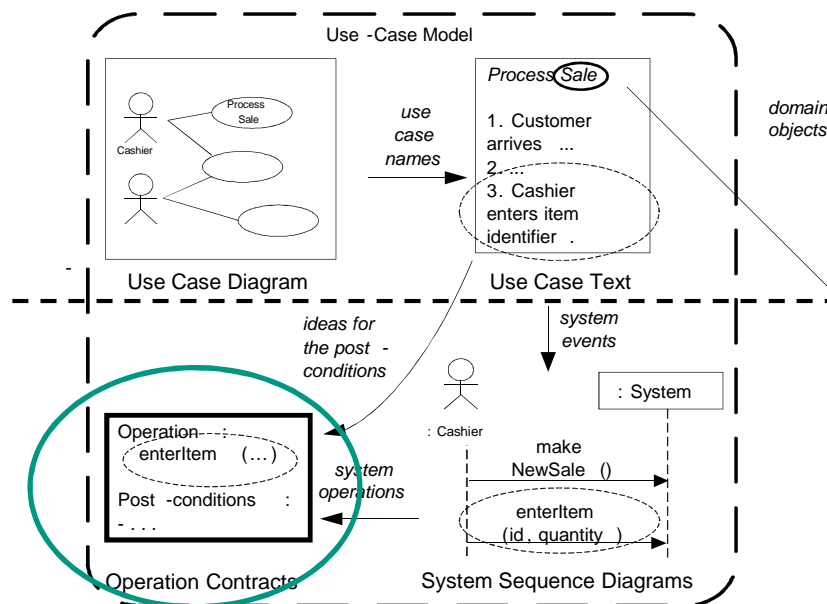 Use -Case Model
Process
Sale
Cashier
Use Case Diagram
use
case
names
Process Sale
1. Customer
arrives ...
2. ...
3. Cashier
enters item
identifier .
Use Case Text
domain
objects
-
ideas for
the post -
conditions
system
events
: Cashier
: System
make
NewSale ()
enterItem
(id, quantity )
System Sequence Diagrams
system
operations
Operation :
enterItem (...)
Post -conditions :
- . . .
Operation Contracts